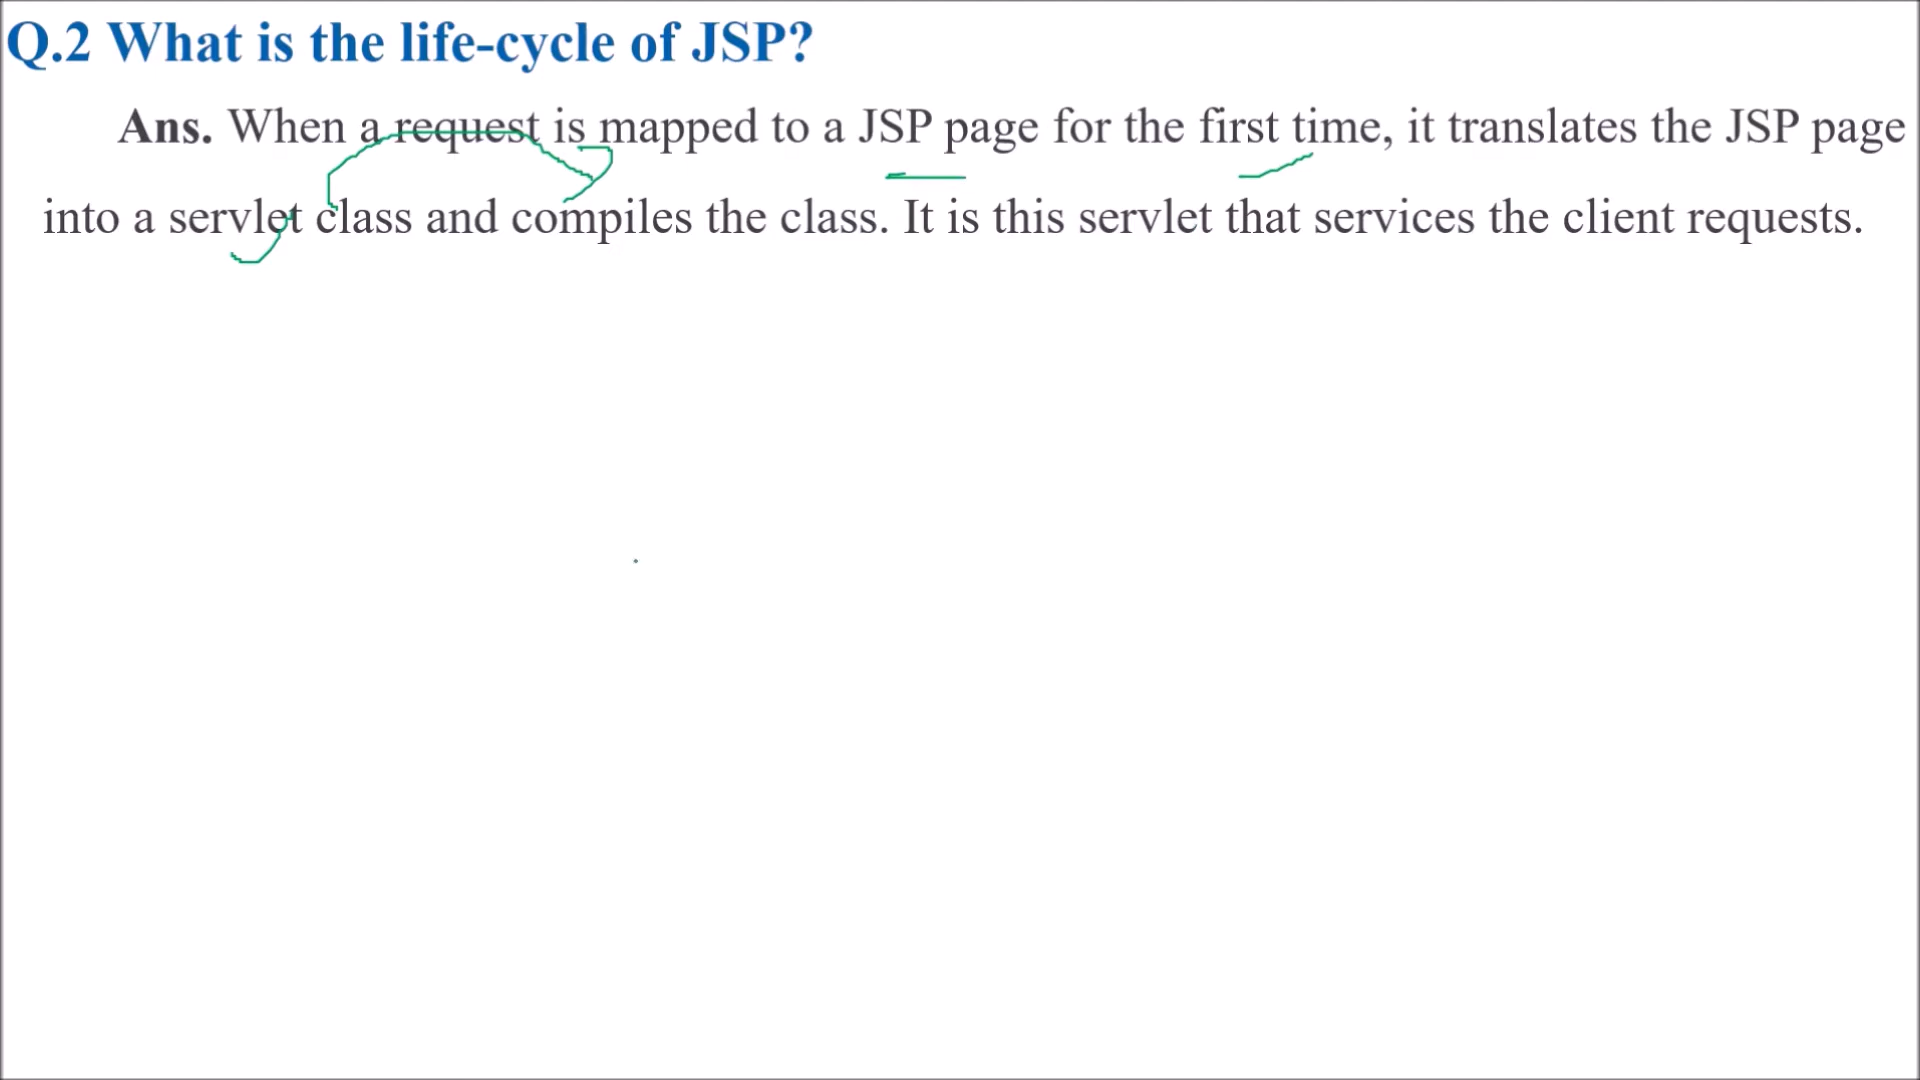 Q.2 What is the life-cycle of JSP?
Ans. When a request is mapped to a JSP page for the first time, it translates the JSP page
into a servlet class and compiles the class. It is this servlet that services the client requests.